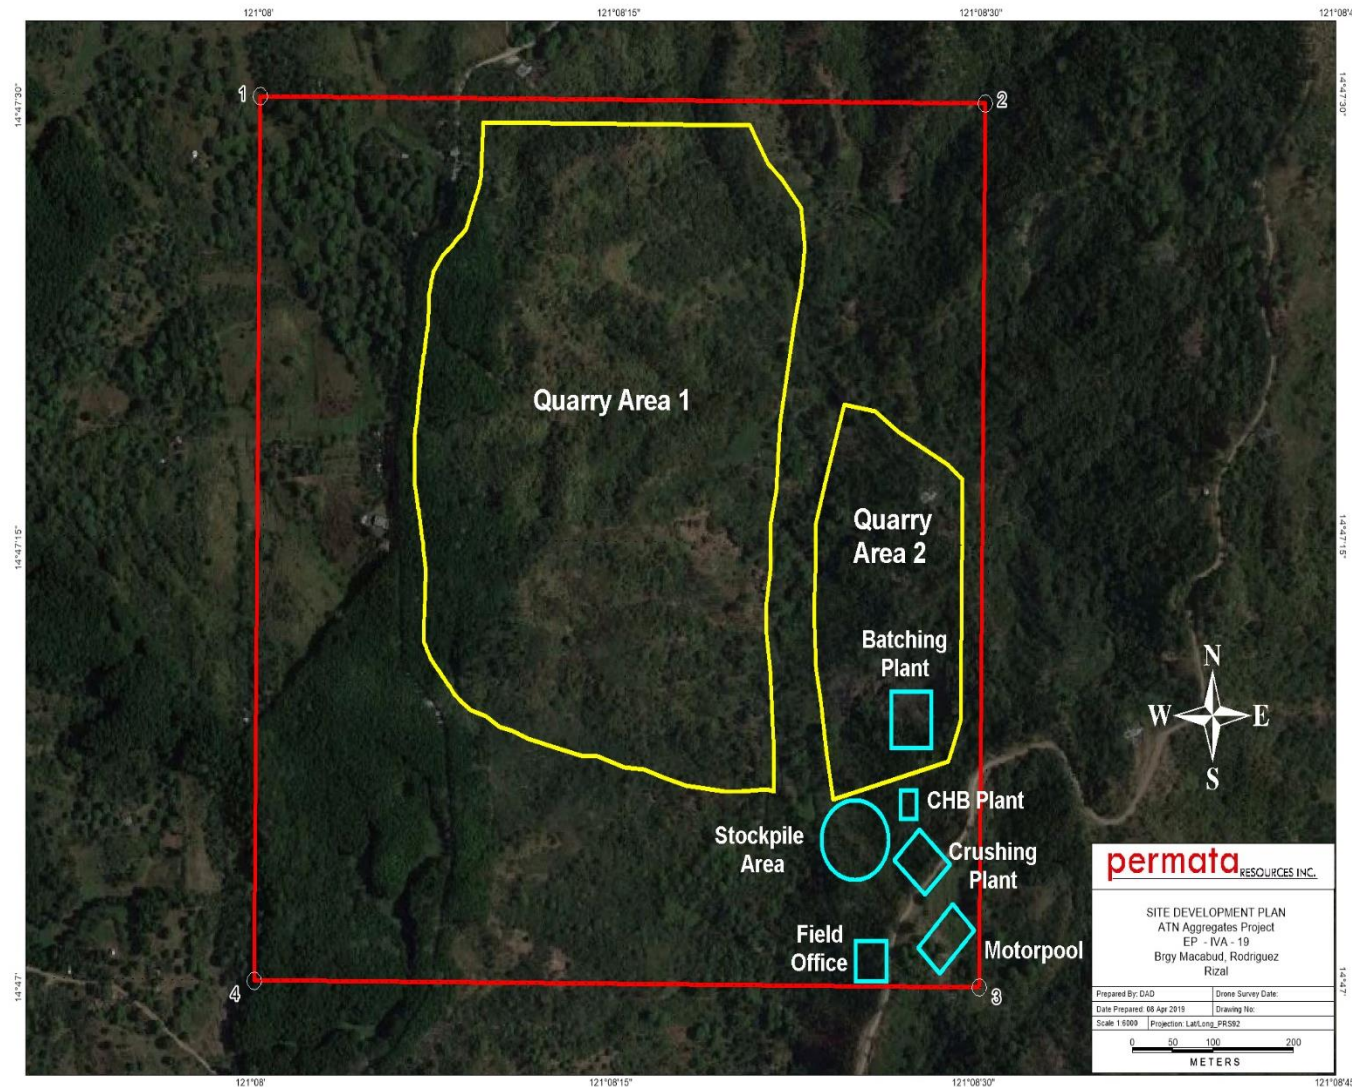 121°08'
121°08'15"
121°08'30"
14°47'30"
14°47'30"
1
2
Quarry Area 1
Quarry
Area 2
14°47'15"
14°47'15"
Batching
Plant
N
W
E
S
CHB Plant
Stockpile
Area
Crushing
Plant
Field
Office
Motorpool
14°47'
14°47'
4
3
permata RESOURCES INC.
SITE DEVELOPMENT PLAN
ATN Aggregates Project
EP - IVA - 19
Brgy Macabud, Rodriguez
Rizal
Prepared By: DAD
Drone Survey Date:
Date Prepared: 08 Apr 2019
Drawing No:
Scale 1:6000
Projection: Lat/Long_PRS92
0 50 100 200
METERS
121°08'
121°08'15"
121°08'30"
121°08'45